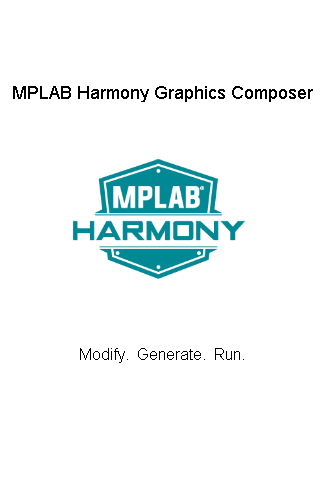 MPLAB Harmony Graphics Composer
MPLAB®
HARMONY
Modify. Generate. Run.